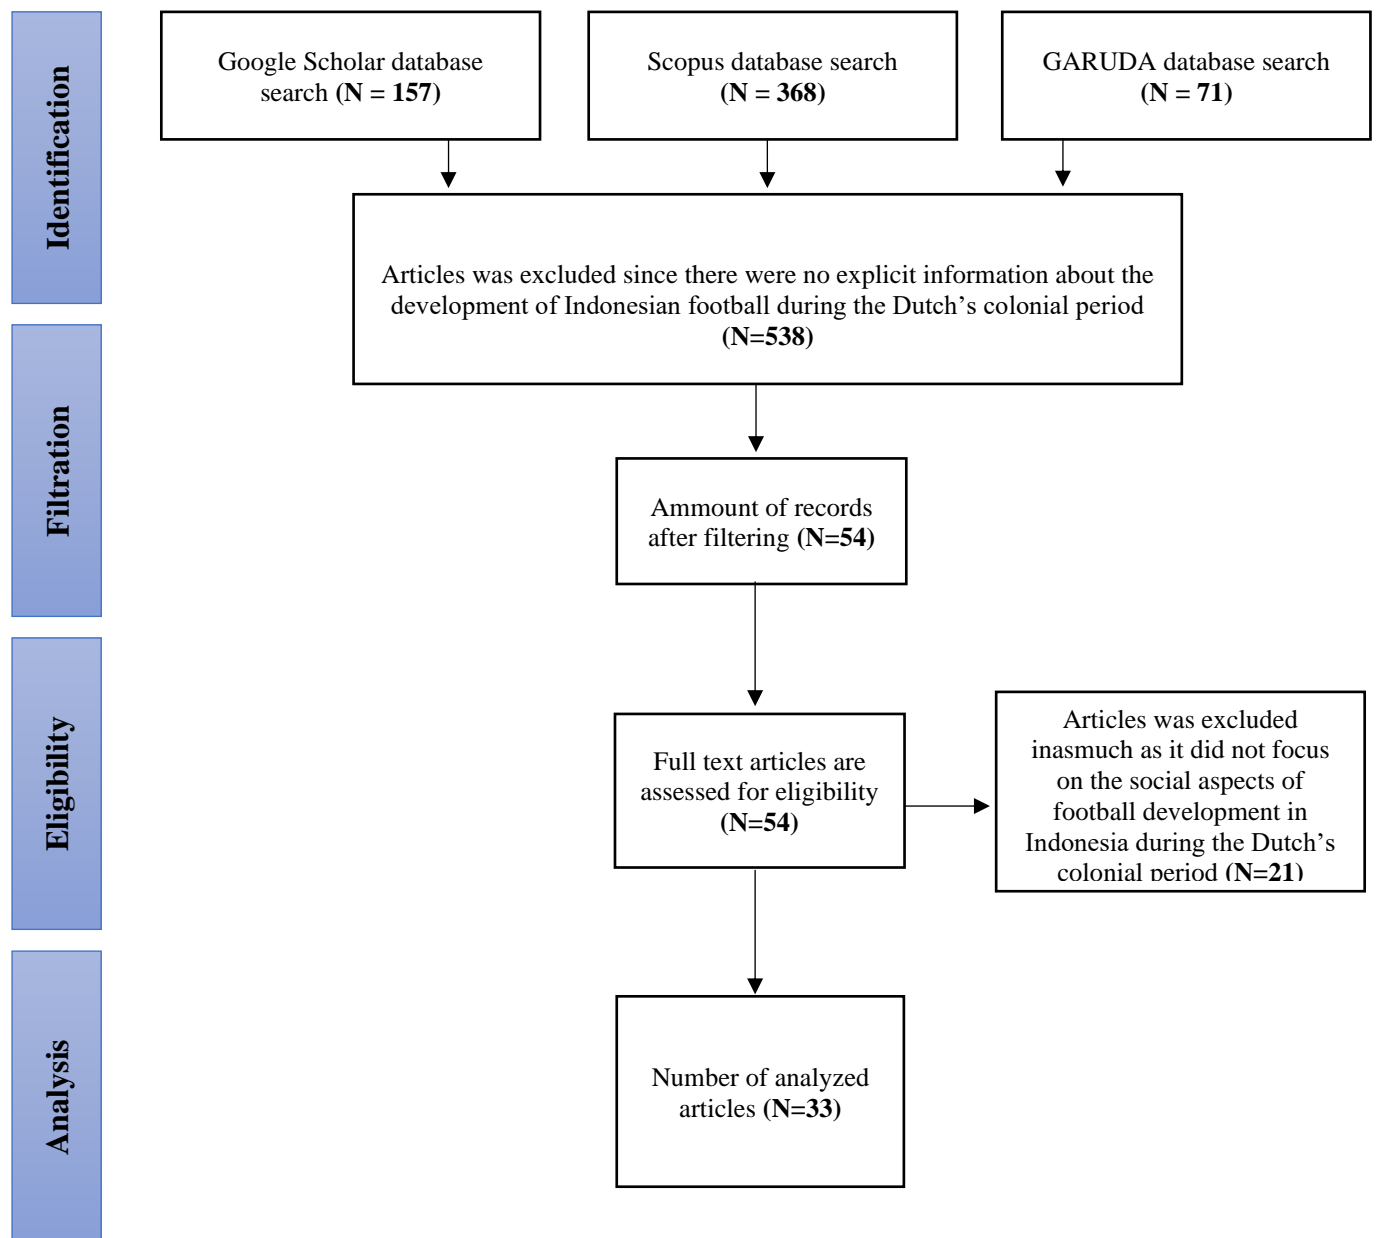 Identification
Google Scholar database
search (N = 157)
Scopus database search
(N = 368)
GARUDA database search
(N = 71)
Articles was excluded since there were no explicit information about the
development of Indonesian football during the Dutch’s colonial period
(N=538)
Filtration
Ammount of records
after filtering (N=54)
Eligibility
Full text articles are
assessed for eligibility
(N=54)
Articles was excluded
inasmuch as it did not focus
on the social aspects of
football development in
Indonesia during the Dutch’s
colonial period (N=21)
Analysis
Number of analyzed
articles (N=33)